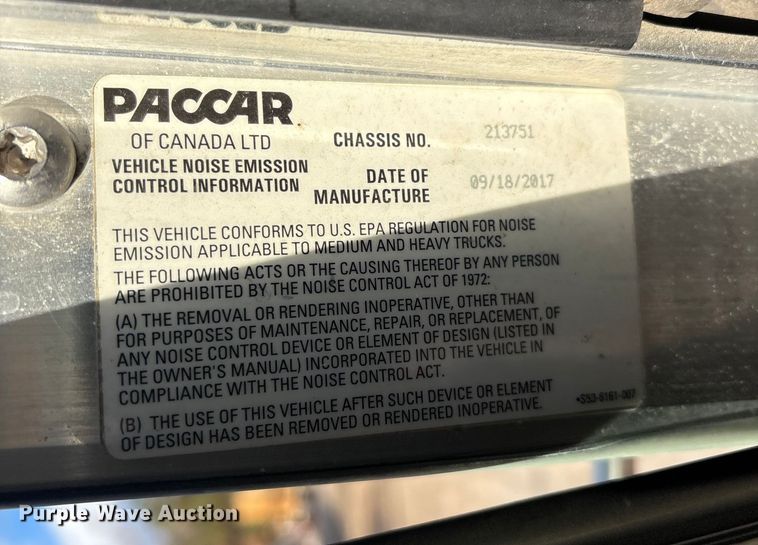 PACCAR
OF CANADA LTD
CHASSIS NO. 213751
VEHICLE NOISE EMISSION
CONTROL INFORMATION
DATE OF
MANUFACTURE 09/18/2017
THIS VEHICLE CONFORMS TO U.S. EPA REGULATION FOR NOISE
EMISSION APPLICABLE TO MEDIUM AND HEAVY TRUCKS.
THE FOLLOWING ACTS OR THE CAUSING THEREOF BY ANY PERSON
ARE PROHIBITED BY THE NOISE CONTROL ACT OF 1972:
(A) THE REMOVAL OR RENDERING INOPERATIVE, OTHER THAN
FOR PURPOSES OF MAINTENANCE, REPAIR, OR REPLACEMENT, OF
ANY NOISE CONTROL DEVICE OR ELEMENT OF DESIGN (LISTED IN
THE OWNER'S MANUAL) INCORPORATED INTO THE VEHICLE IN
COMPLIANCE WITH THE NOISE CONTROL ACT.
(B) THE USE OF THIS VEHICLE AFTER SUCH DEVICE OR ELEMENT
OF DESIGN HAS BEEN REMOVED OR RENDERED INOPERATIVE.
•S53-6161-007
Purple Wave Auction